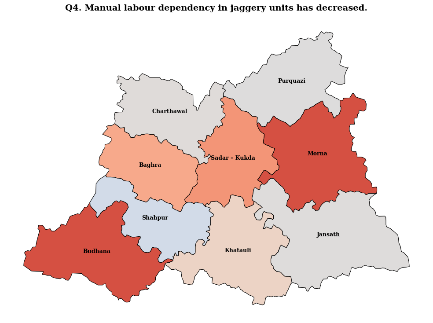 Q4. Manual labour dependency in jaggery units has decreased.
Purquazi
Charthawal
Morna
Sadar - Kukda
Baghra
Shahpur
Jansath
Budhana
Khatauli